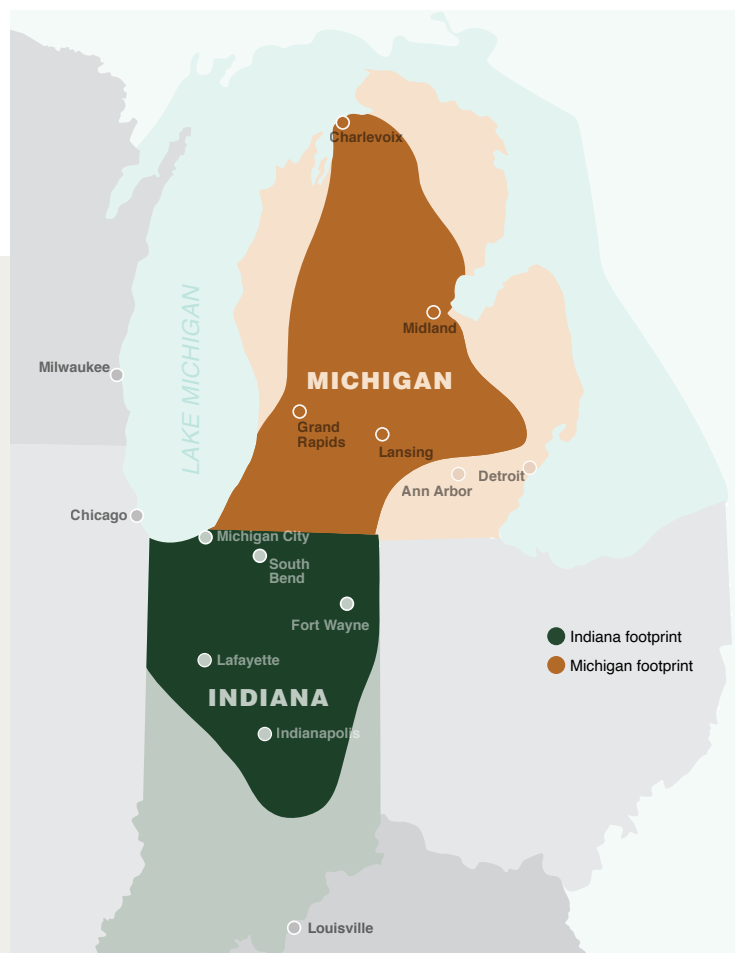 Charlevoix
LAKE MICHIGAN
Midland
Milwaukee
MICHIGAN
Grand
Rapids
Lansing
Ann Arbor
Detroit
Chicago
Michigan City
South
Bend
Fort Wayne
Indiana footprint
Michigan footprint
Lafayette
INDIANA
Indianapolis
Louisville